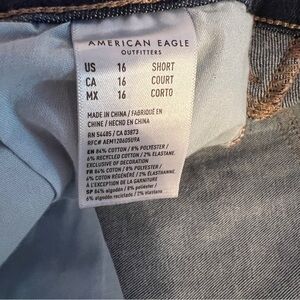 AMERICAN EAGLE
OUTFITTERS
US 16 SHORT
CA 16 COURT
MX 16 CORTO
MADE IN CHINA / FABRIQUÉ EN
CHINE / HECHO EN CHINA
RN 54485 / CA 03873
RFC# AEM1206050U9A
EN 84% COTTON / 8% POLYESTER /
6% RECYCLED COTTON / 2% ELASTANE
EXCLUSIVE OF DECORATION
FR 84% COTON / 8% POLYESTER /
6% COTON RÉGÉNÉRÉ / 2% ÉLASTHANNE
À L'EXCEPTION DE LA GARNITURE
SP 84% algodón / 8% poliéster /
6% algodón reciclado / 2% elastano